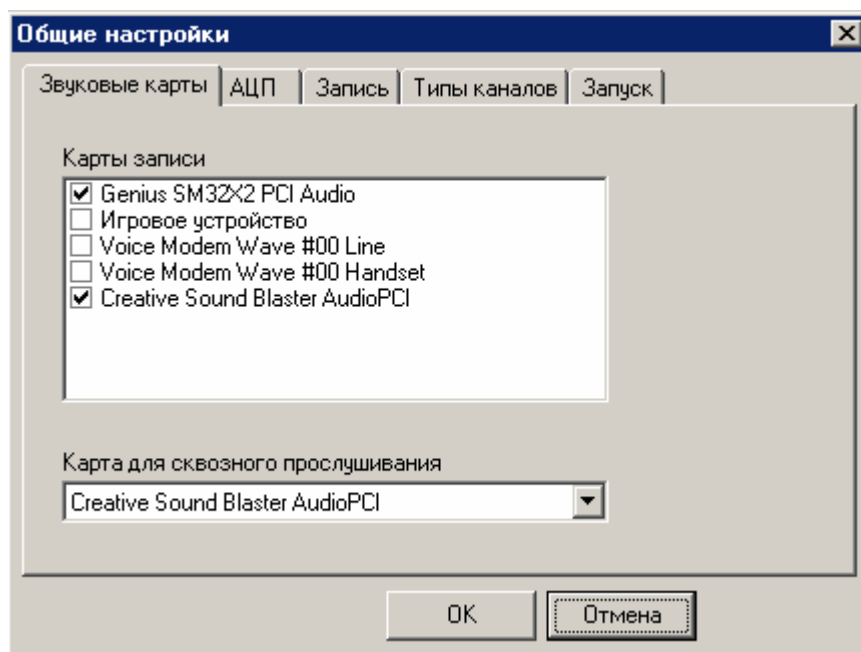 Общие настройки
Звуковые карты
АЦП
Запись
Типы каналов
Запуск
Карты записи
Genius SM32X2 PCI Audio
Игровое устройство
Voice Modem Wave #00 Line
Voice Modem Wave #00 Handset
Creative Sound Blaster AudioPCI
Карта для сквозного прослушивания
Creative Sound Blaster AudioPCI
OK
Отмена